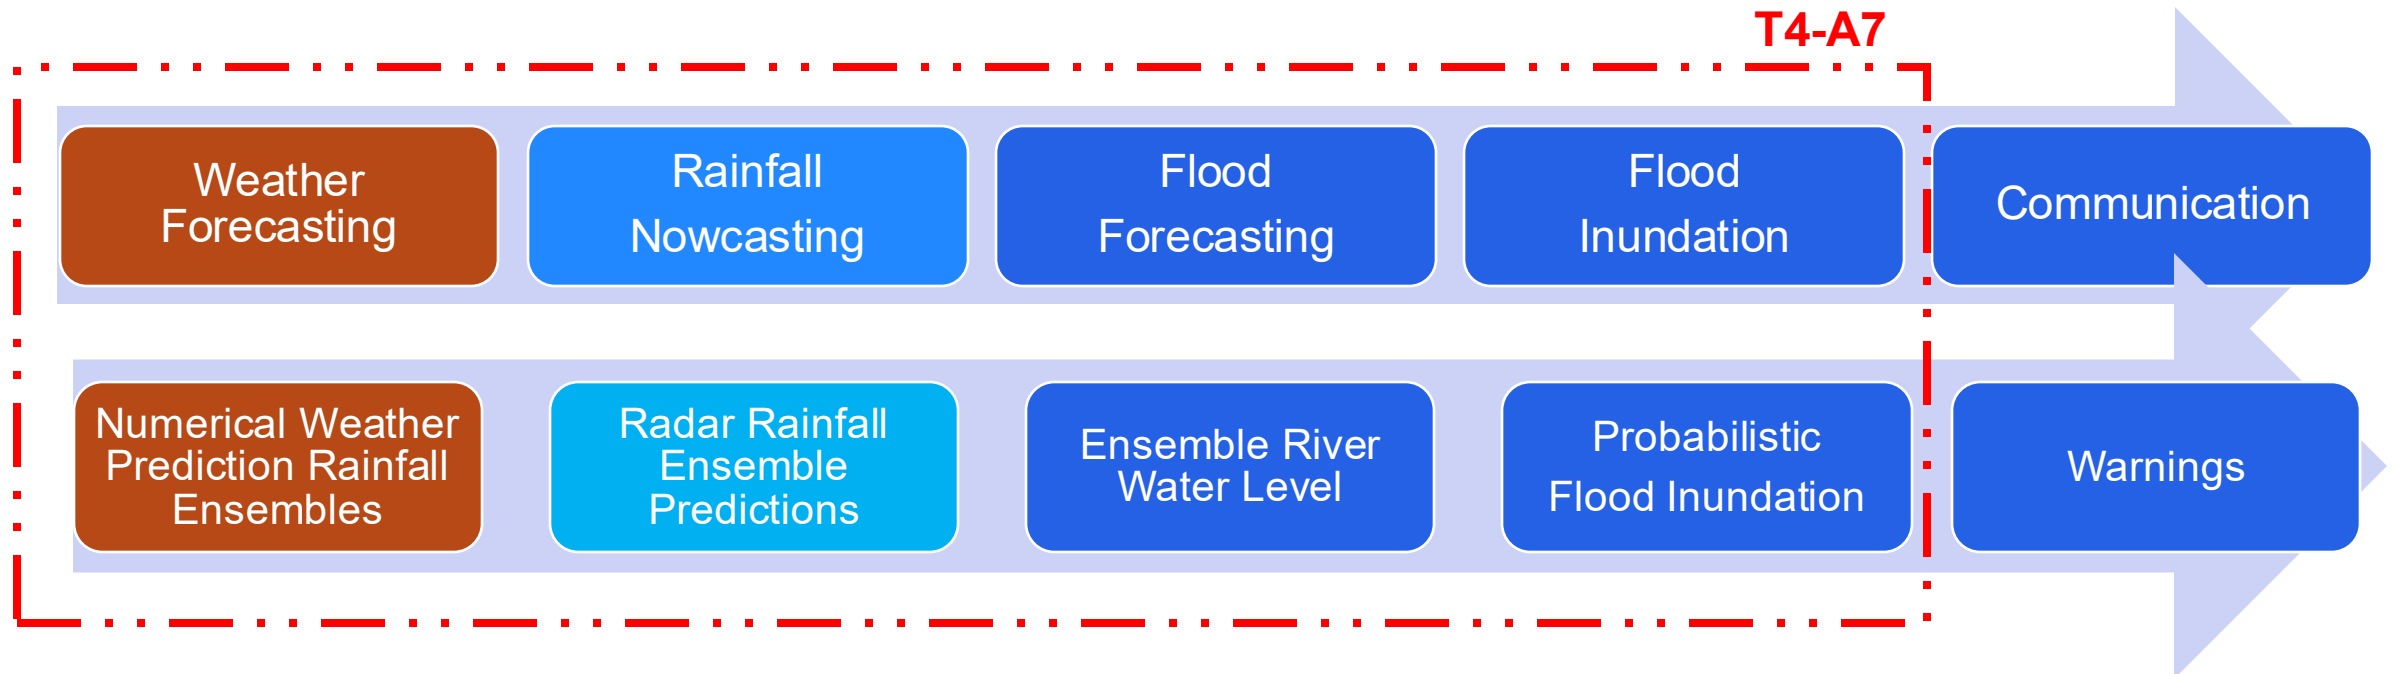 T4-A7
Weather
Forecasting
Rainfall
Nowcasting
Flood
Forecasting
Flood
Inundation
Communication
Numerical Weather
Prediction Rainfall
Ensembles
Radar Rainfall
Ensemble
Predictions
Ensemble River
Water Level
Probabilistic
Flood Inundation
Warnings